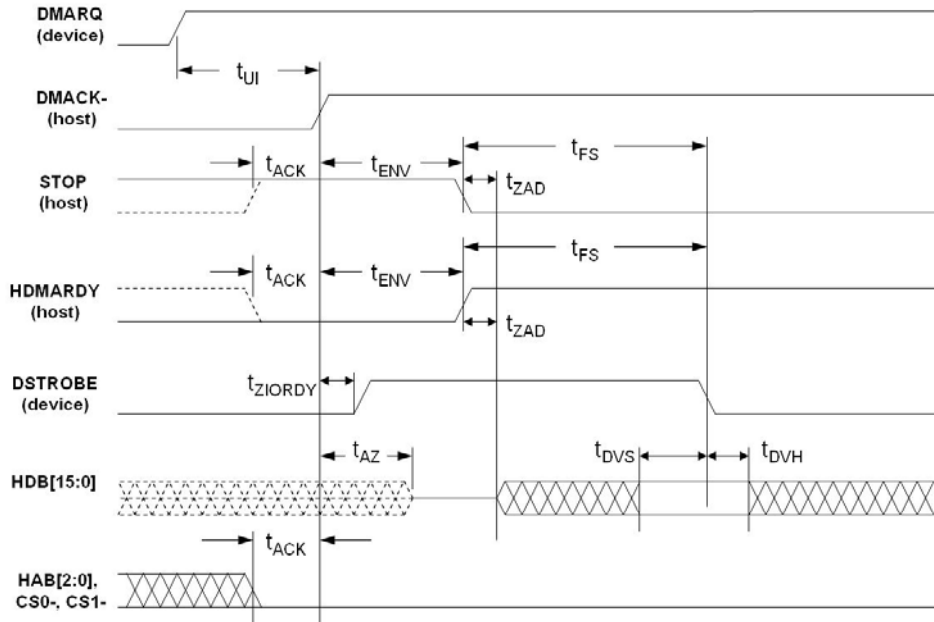 DMARQ
(device)
tUI
DMACK-
(host)
tFS
tACK
tENV
STOP
(host)
tZAD
tFS
tACK
tENV
HDMARDY
(host)
tZAD
DSTROBE
(device)
tZIORDY
tAZ
tDVS
tDVH
HDB[15:0]
tACK
HAB[2:0],
CS0-, CS1-